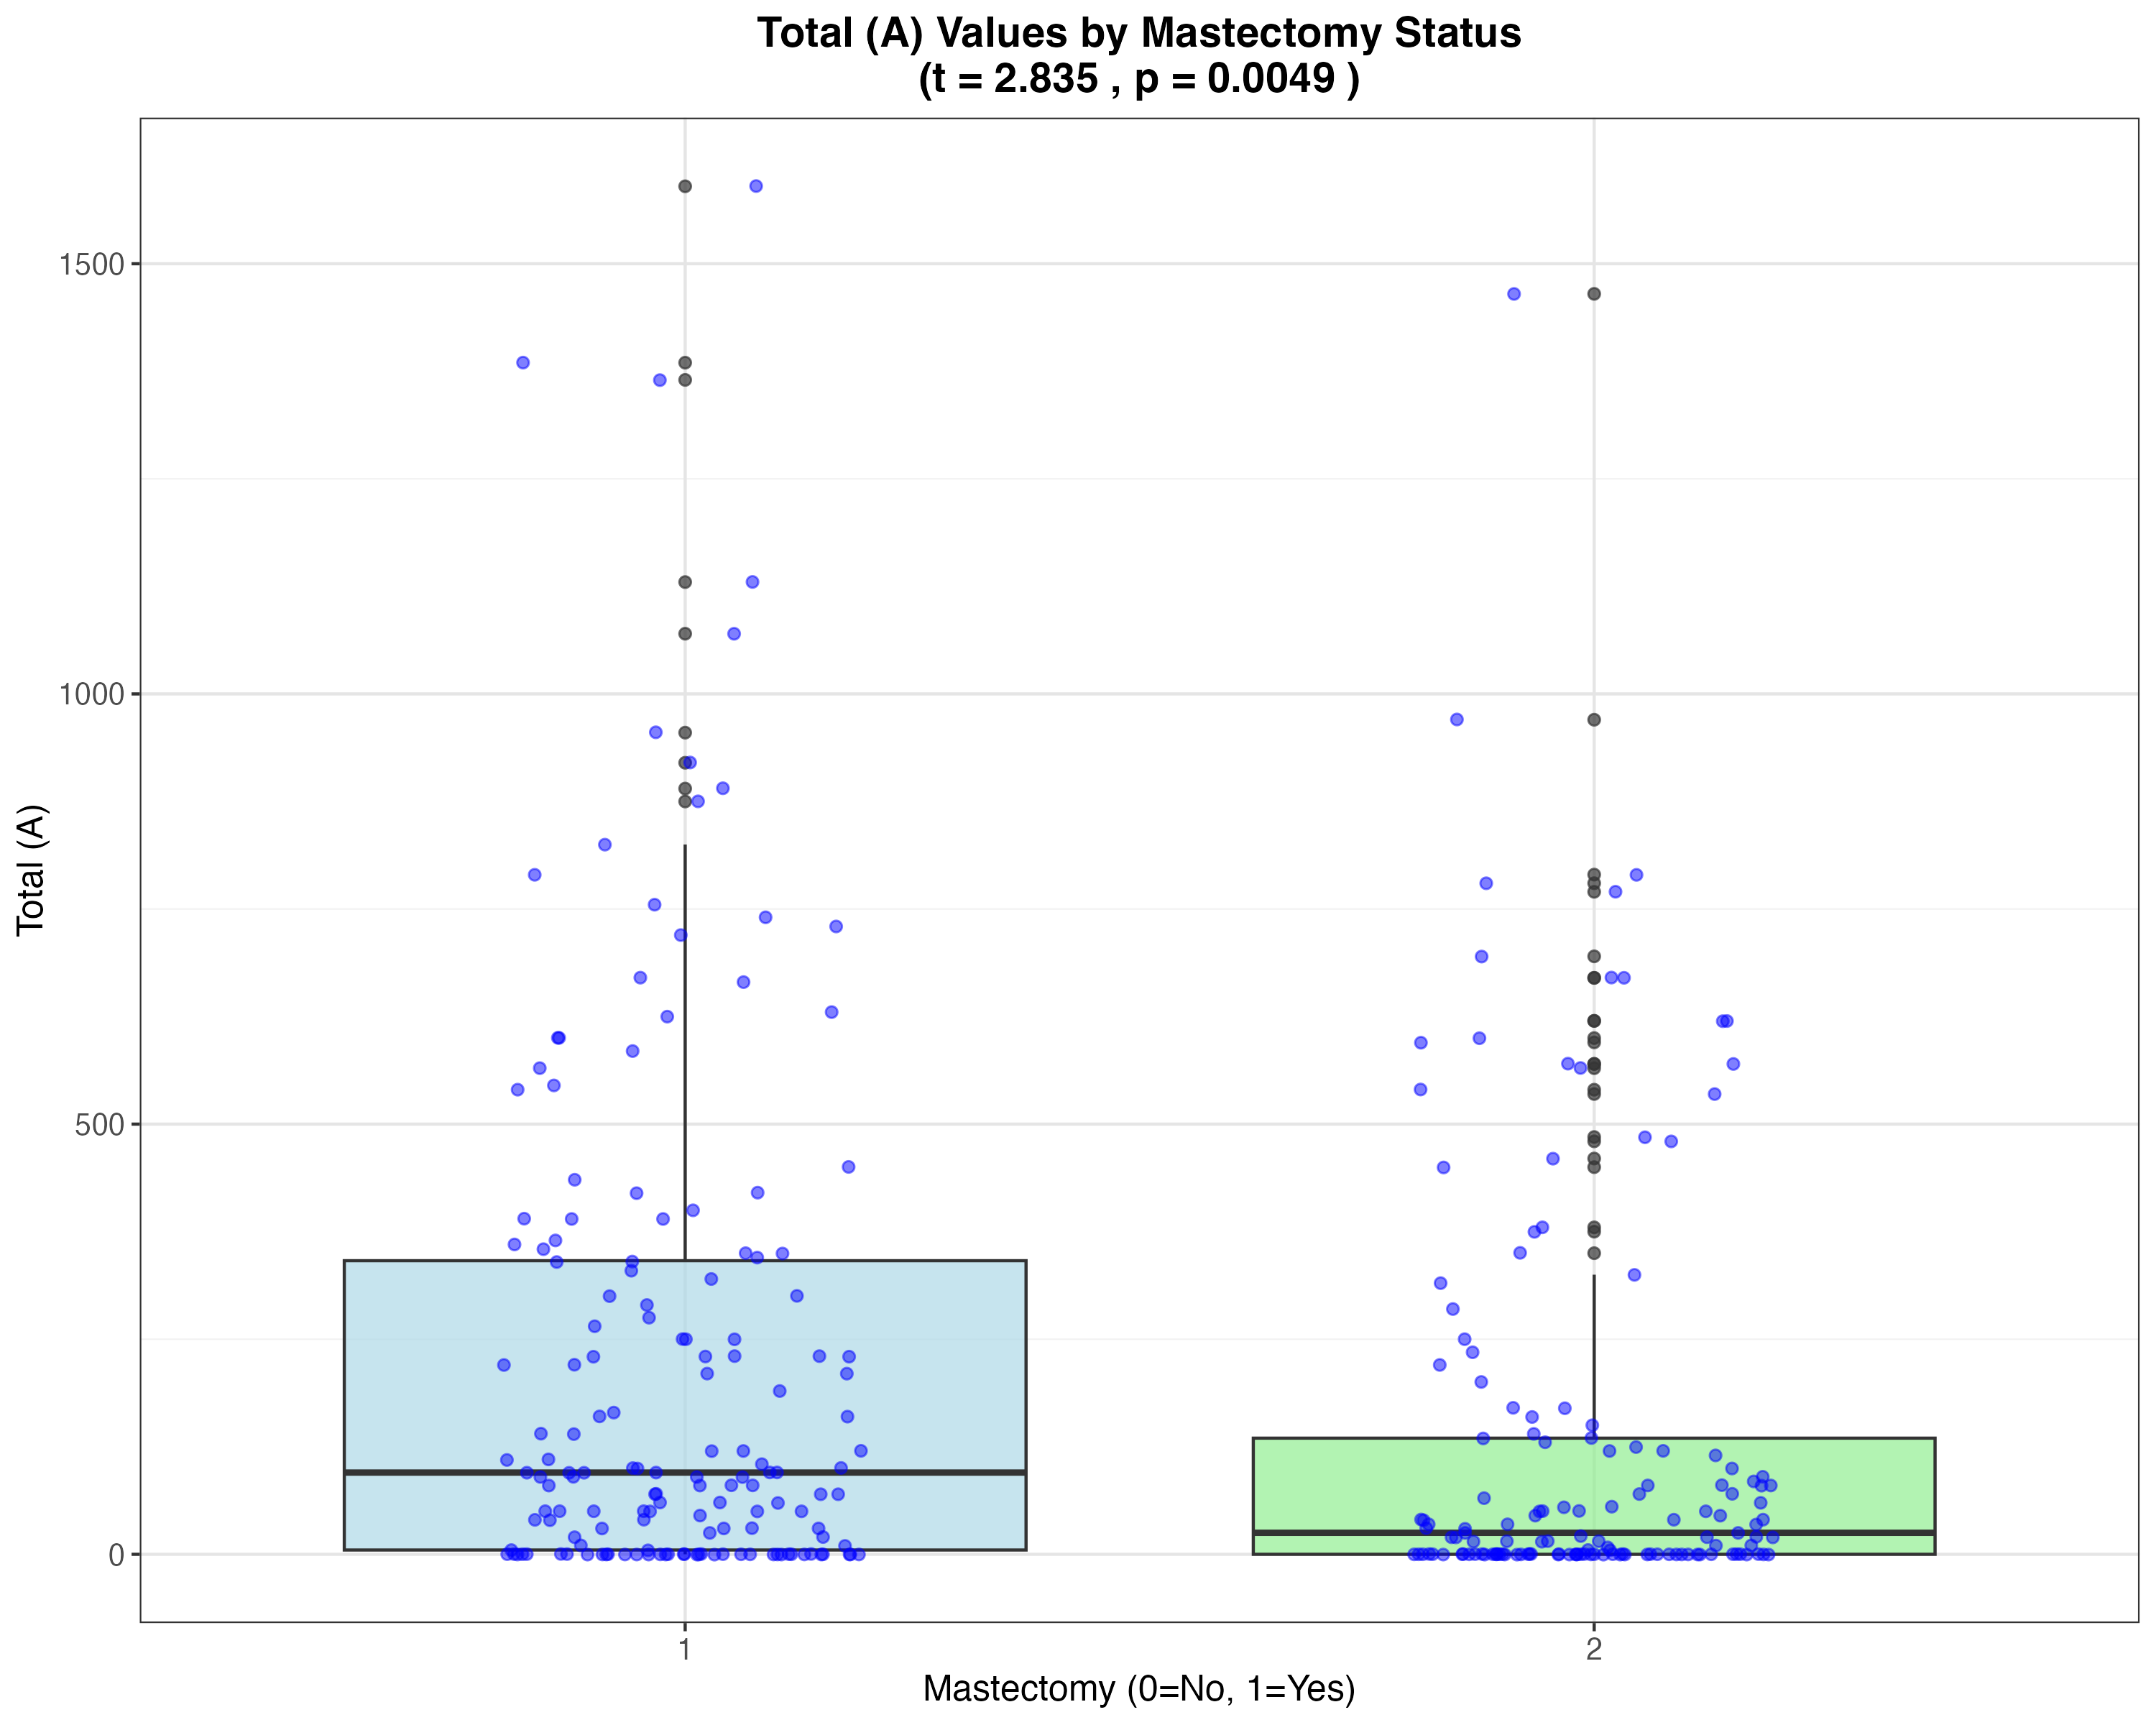 Total (A) Values by Mastectomy Status
(t = 2.835 , p = 0.0049 )
Total (A)
1500
1000
500
0
1
2
Mastectomy (0=No, 1=Yes)